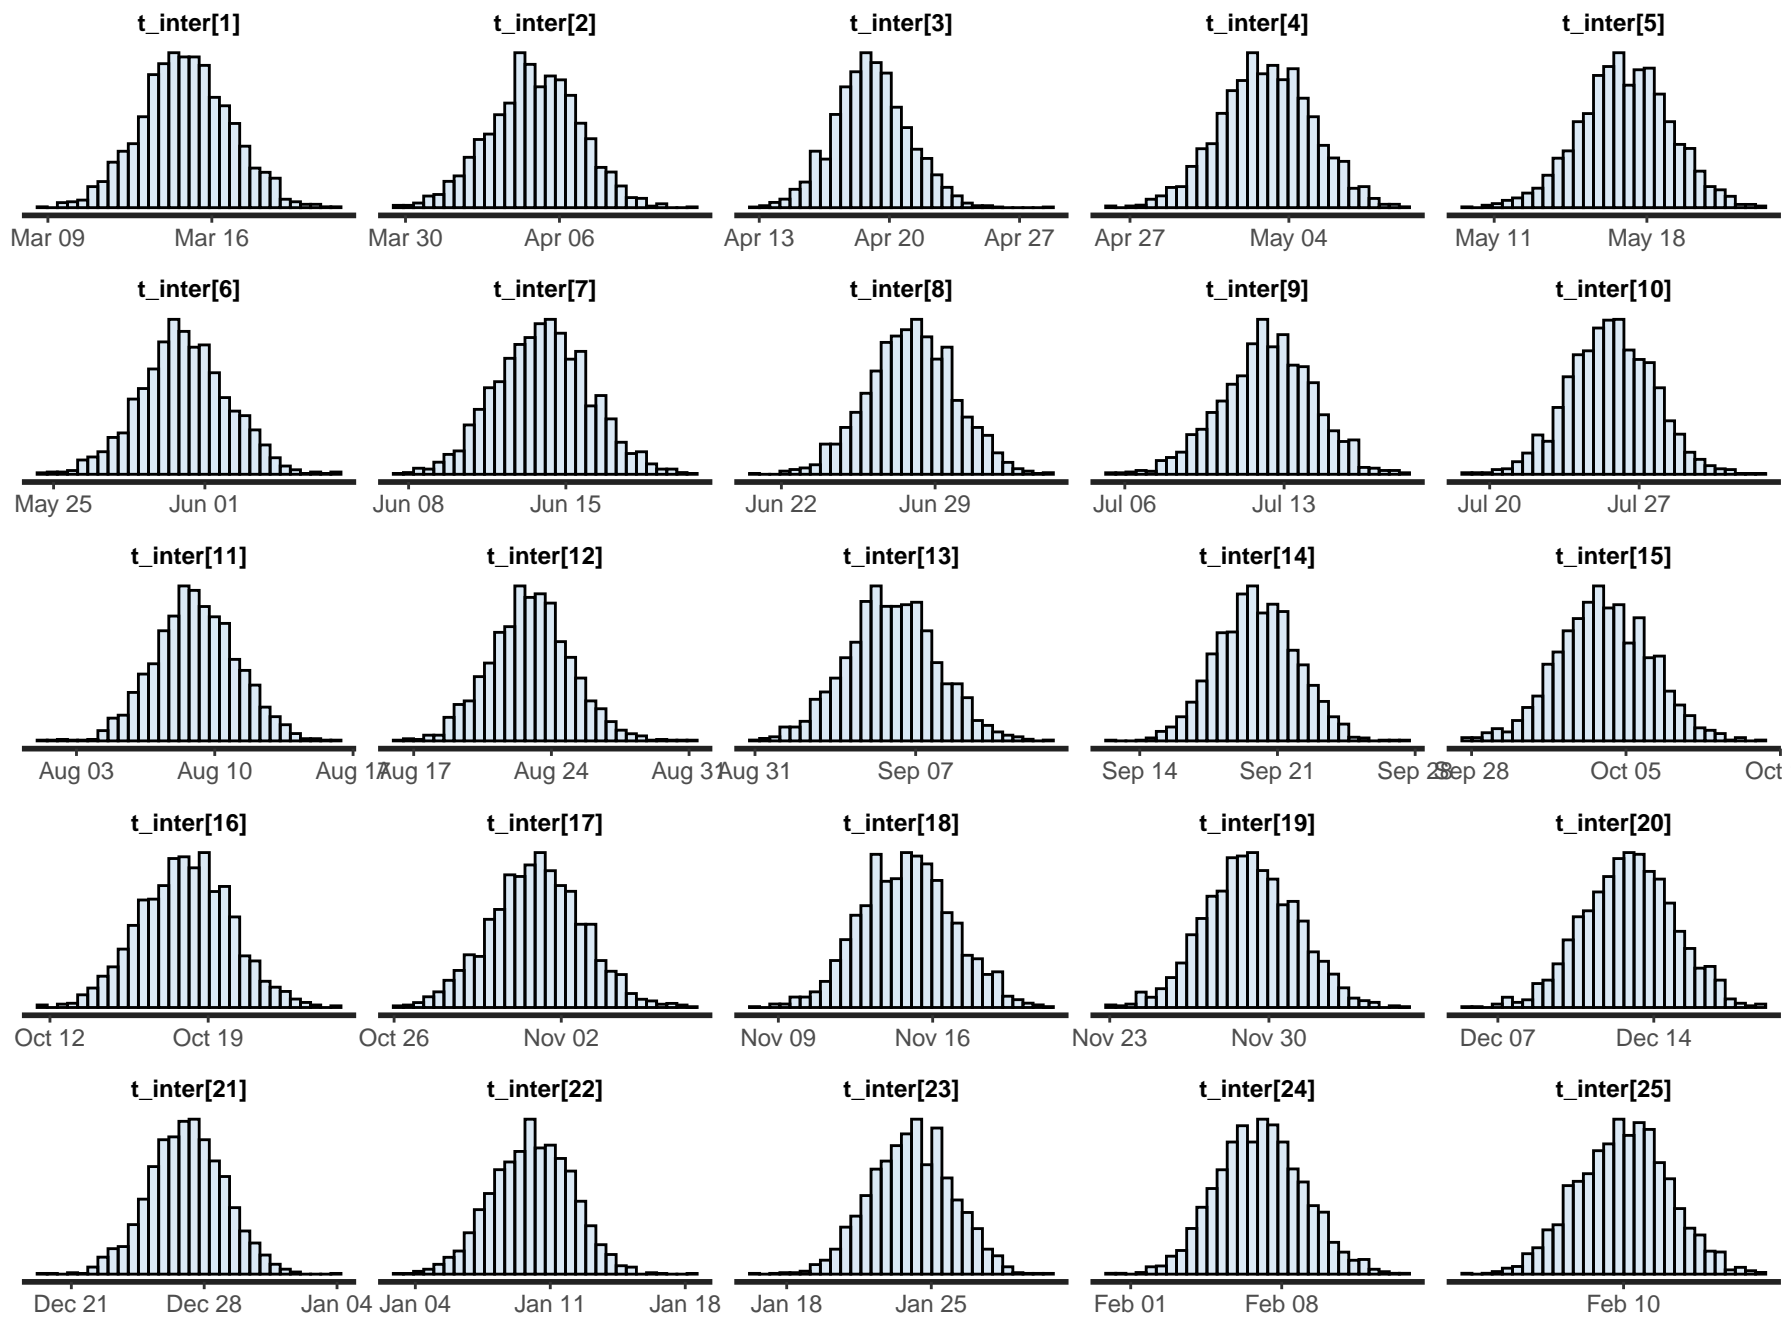 t_inter[1] t_inter[2] t_inter[3] t_inter[4] t_inter[5]
Mar 09 Mar 16 Mar 30 Apr 06 Apr 13 Apr 20 Apr 27 Apr 27 May 04 May 11 May 18
t_inter[6] t_inter[7] t_inter[8] t_inter[9] t_inter[10]
May 25 Jun 01 Jun 08 Jun 15 Jun 22 Jun 29 Jul 06 Jul 13 Jul 20 Jul 27
t_inter[11] t_inter[12] t_inter[13] t_inter[14] t_inter[15]
Aug 03 Aug 10 Aug 17 Aug 17 Aug 24 Aug 31 Aug 31 Sep 07 Sep 14 Sep 21 Sep 28 Sep 28 Oct 05 Oct
t_inter[16] t_inter[17] t_inter[18] t_inter[19] t_inter[20]
Oct 12 Oct 19 Oct 26 Nov 02 Nov 09 Nov 16 Nov 23 Nov 30 Dec 07 Dec 14
t_inter[21] t_inter[22] t_inter[23] t_inter[24] t_inter[25]
Dec 21 Dec 28 Jan 04 Jan 04 Jan 11 Jan 18 Jan 18 Jan 25 Feb 01 Feb 08 Feb 10